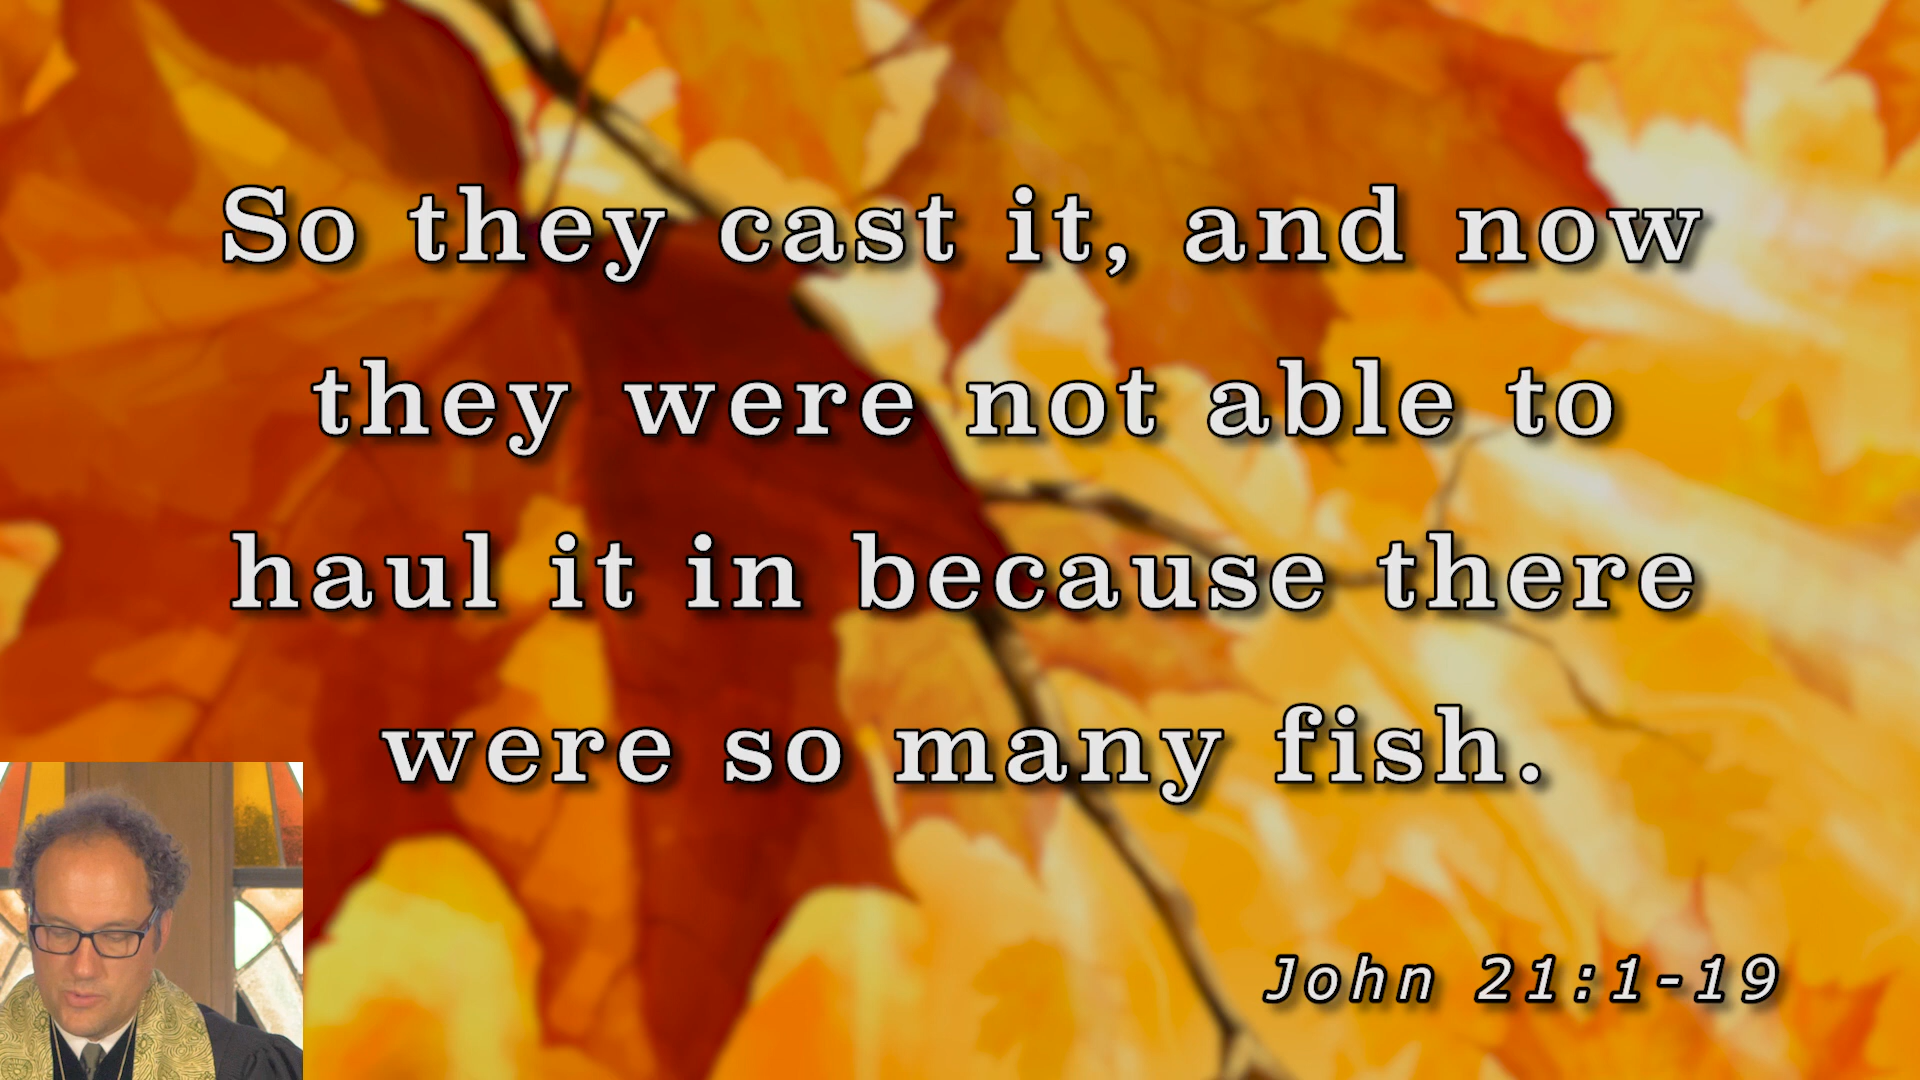 So they cast it, and now
they were not able to
haul it in because there
were so many fish.
John 21:1-19